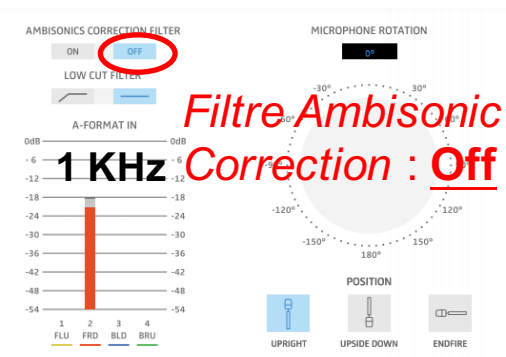 AMBISONICS CORRECTION FILTER
ON OFF
LOW CUT FILTER
A-FORMAT IN
0dB 0dB
- 6 - 6
-12 -12
-18 -18
-24 -24
-30 -30
-36 -36
-42 -42
-48 -48
-54 -54
1 2 3 4
FLU FRD BLD BRU
1 KHz
MICROPHONE ROTATION
0°
-30° 30°
Filtre Ambisonic
Correction : Off
-120° 120°
-150° 150°
180°
POSITION
UPRIGHT UPSIDE DOWN ENDFIRE